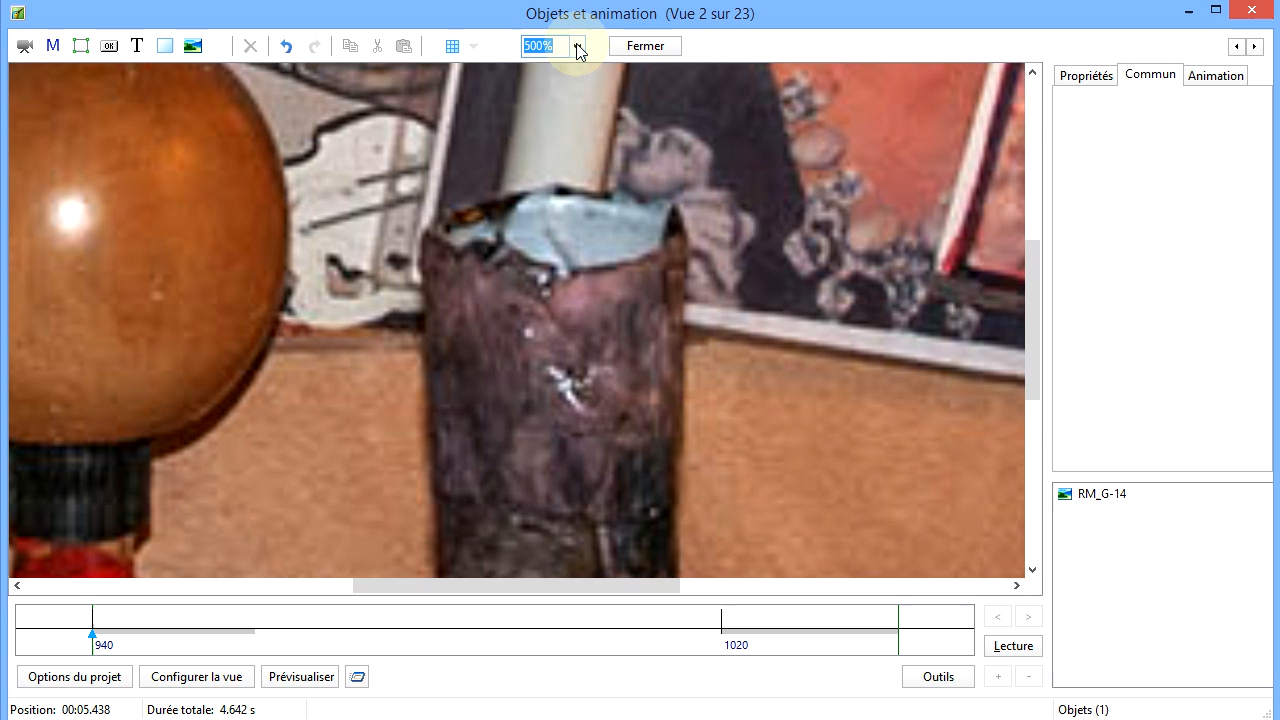 Objets et animation (Vue 2 sur 23)
M
OK
T
500%
Fermer
Propriétés
Commun
Animation
RM_G-14
940
1020
<
>
Lecture
Options du projet
Configurer la vue
Prévisualiser
Outils
+
-
Position: 00:05.438
Durée totale: 4.642 s
Objets (1)